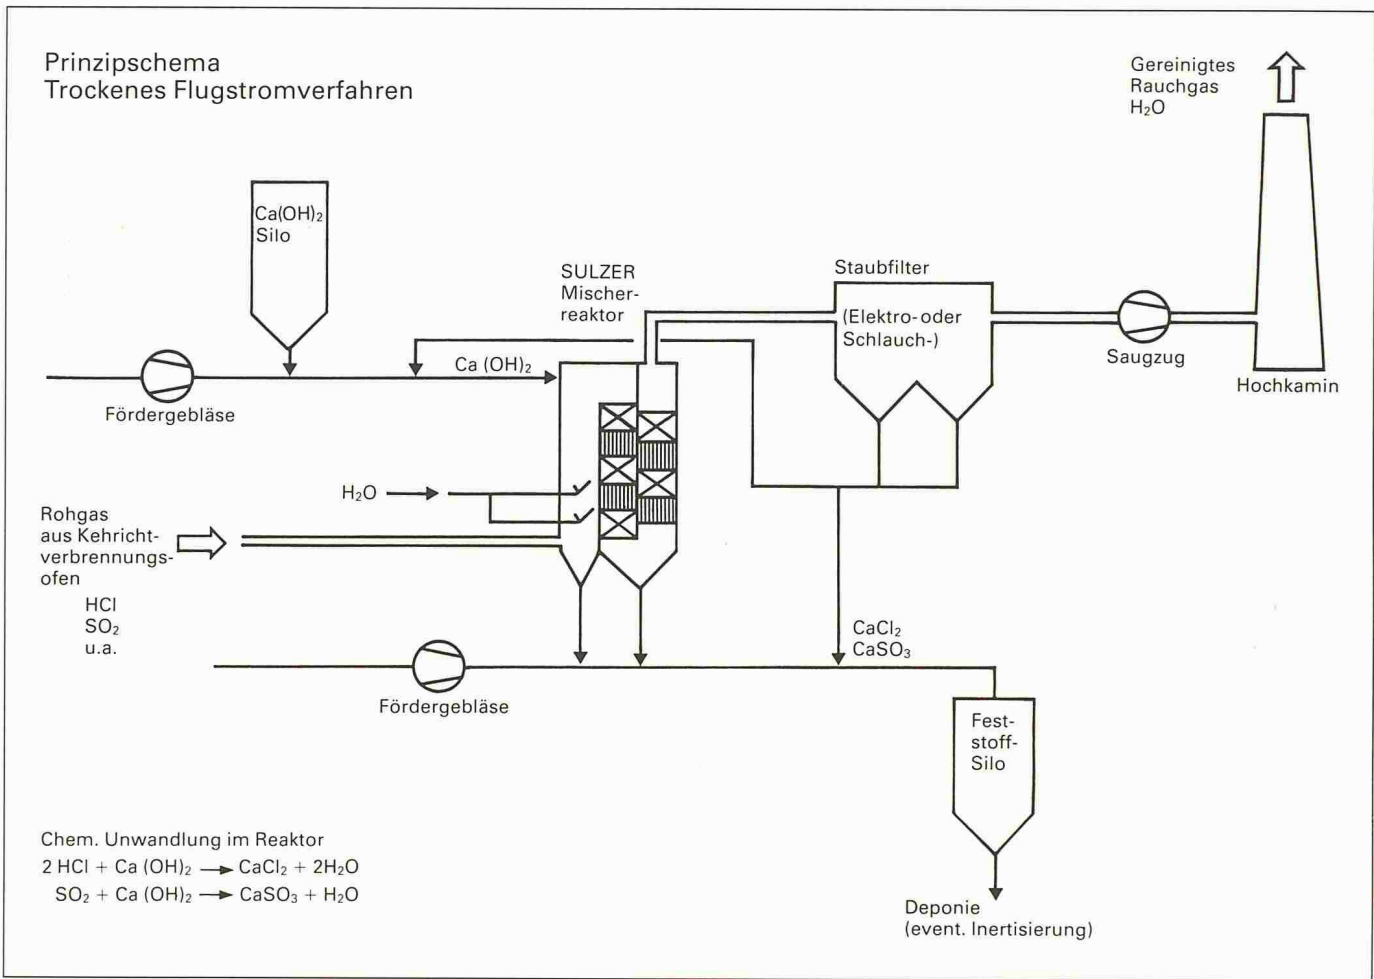 Prinzipschema
Trockenes Flugstromverfahren
Gereinigtes
Rauchgas
H₂O
Ca(OH)₂
Silo
SULZER
Mischer-
reaktor
Staubfilter
(Elektro- oder
Schlauch-)
Saugzug
Hochkamin
Ca (OH)₂
Fördergebläse
H₂O
Rohgas
aus Kehricht-
verbrennungs-
ofen
HCl
SO₂
u.a.
CaCl₂
CaSO₃
Fördergebläse
Fest-
stoff-
Silo
Chem. Unwandlung im Reaktor
2 HCl + Ca (OH)₂ → CaCl₂ + 2H₂O
SO₂ + Ca (OH)₂ → CaSO₃ + H₂O
Deponie
(event. Inertisierung)